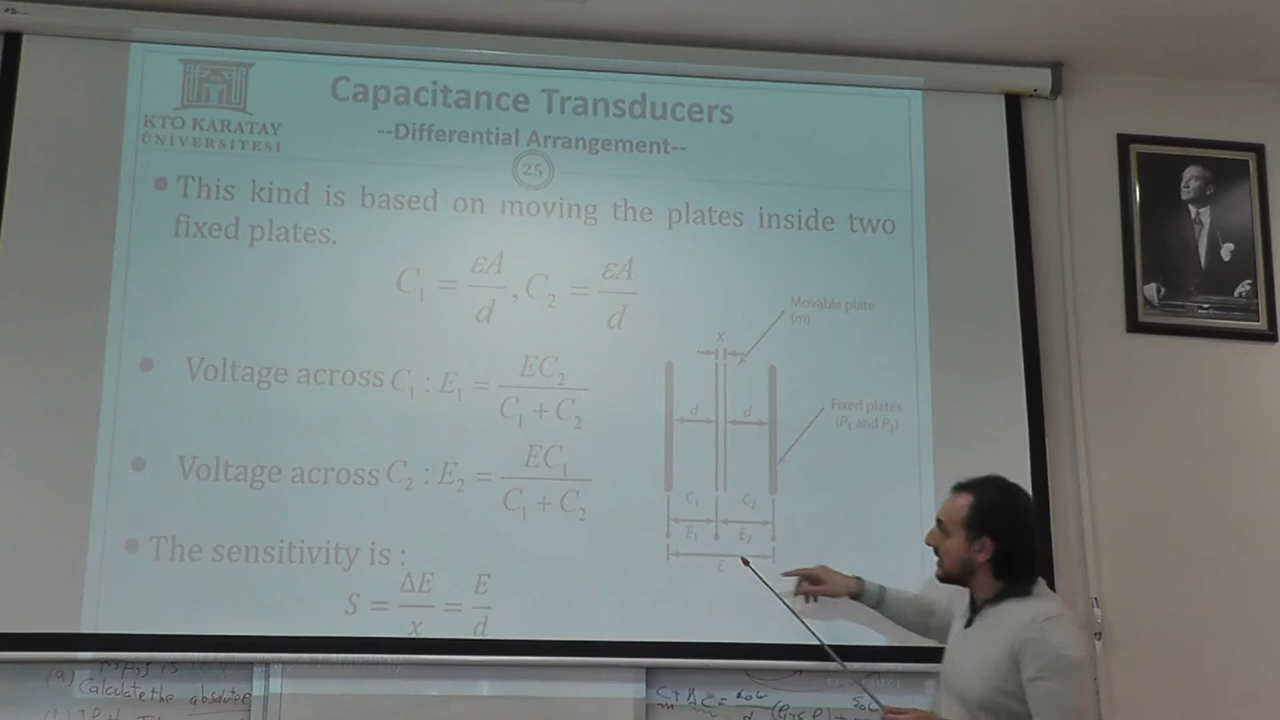 KTO KARATAY
ÜNİVERSİTESİ
Capacitance Transducers
--Differential Arrangement--
25
• This kind is based on moving the plates inside two
fixed plates.
C₁ = εA/d , C₂ = εA/d
• Voltage across C₁ : E₁ = EC₂/(C₁ + C₂)
• Voltage across C₂ : E₂ = EC₁/(C₁ + C₂)
• The sensitivity is :
S = ΔE/x = E/d
Movable plate
(m)
x
Fixed plates
(P₁ and P₂)
d d
C₁ C₂
E₁ E₂
E
(a) Calculate the absolute